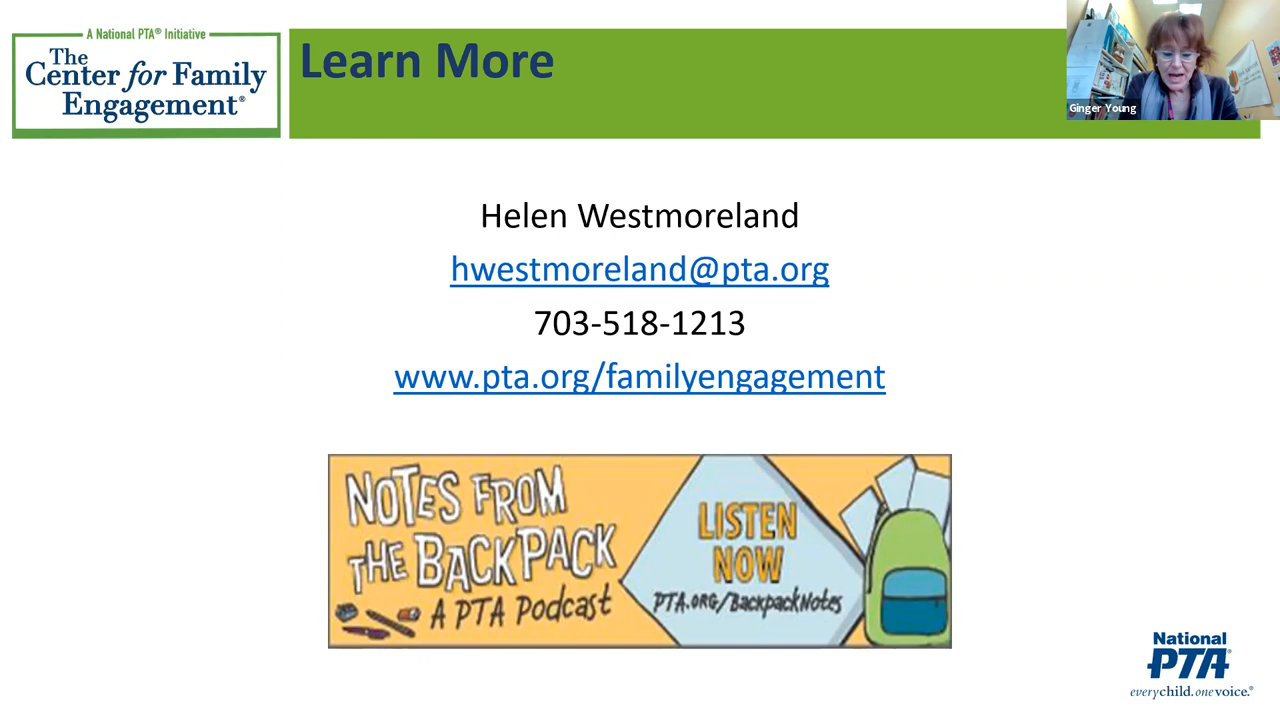 A National PTA® Initiative
The
Center for Family
Engagement®
Learn More
Ginger Young
Helen Westmoreland
hwestmoreland@pta.org
703-518-1213
www.pta.org/familyengagement
NOTES FROM
THE BACKPACK
A PTA Podcast
LISTEN
NOW
PTA.ORG/BackpackNotes
National
PTA®
everychild.onevoice.®